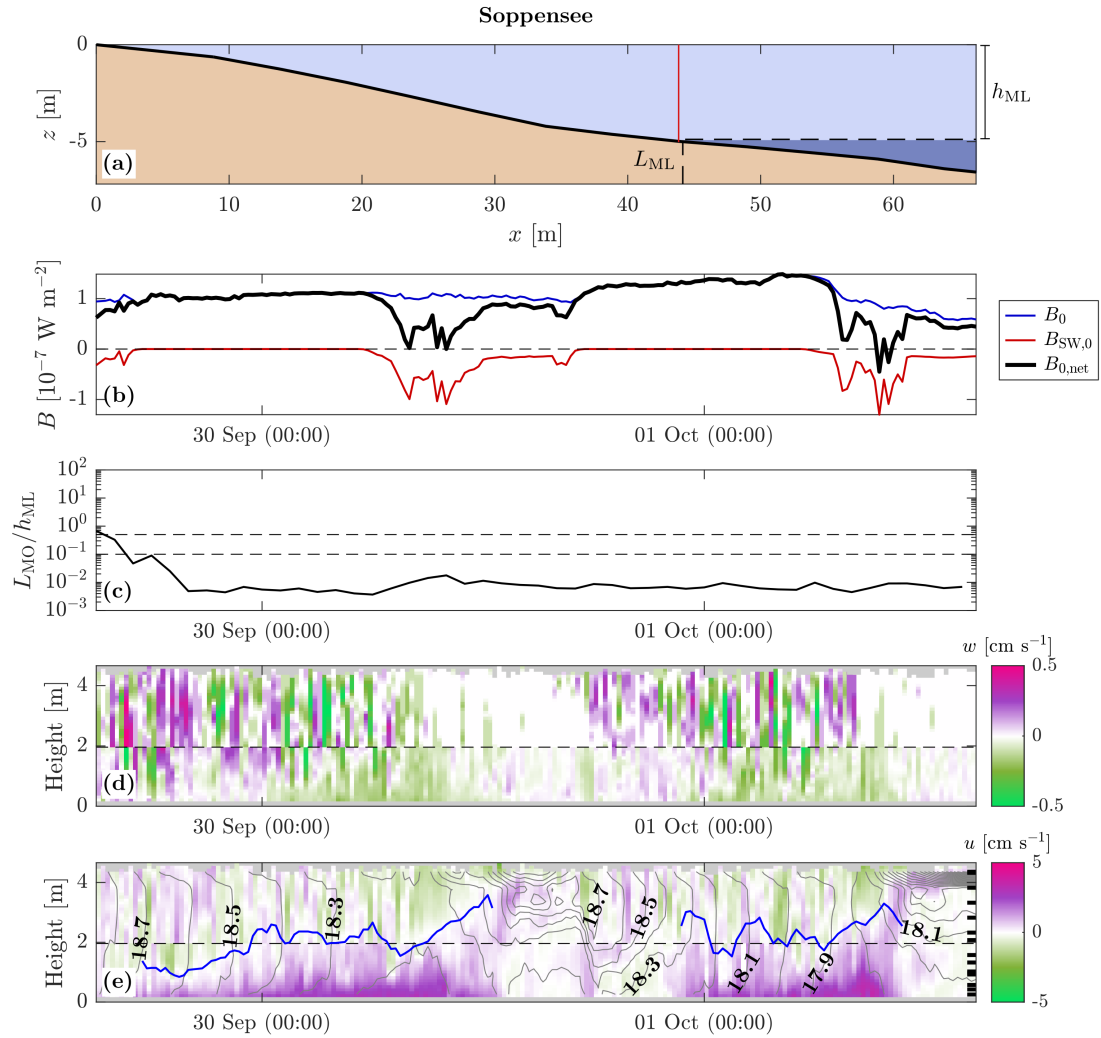 Soppensee
0
-5
z [m]
(a)
h_ML
L_ML
0 10 20 30 40 50 60
x [m]
1
0
-1
B [10^-7 W m^-2]
(b)
B_0
B_SW,0
B_0,net
30 Sep (00:00) 01 Oct (00:00)
10^2
10^1
10^0
10^-1
10^-2
10^-3
L_MO/h_ML
(c)
30 Sep (00:00) 01 Oct (00:00)
w [cm s^-1]
4
2
0
Height [m]
(d)
0.5
0
-0.5
30 Sep (00:00) 01 Oct (00:00)
u [cm s^-1]
4
2
0
Height [m]
(e)
18.7 18.5 18.3 18.7 18.5 18.3 18.1 17.9 18.1
5
0
-5
30 Sep (00:00) 01 Oct (00:00)